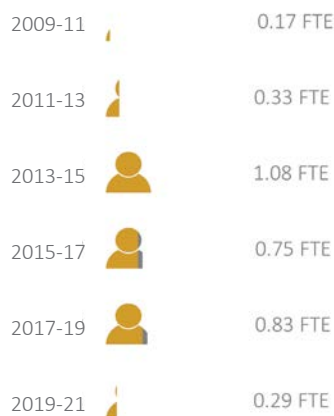 2009-11 0.17 FTE
2011-13 0.33 FTE
2013-15 1.08 FTE
2015-17 0.75 FTE
2017-19 0.83 FTE
2019-21 0.29 FTE